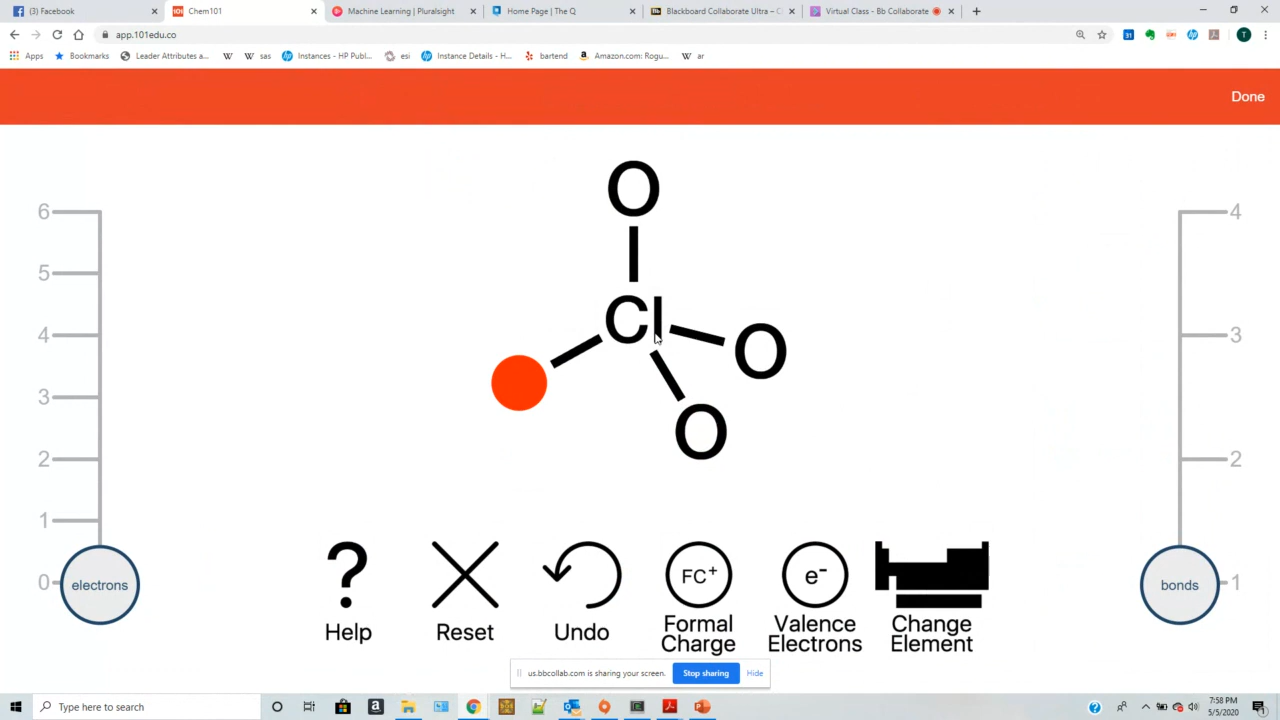 (3) Facebook
101
Chem101
Machine Learning | Pluralsight
Home Page | The Q
Blackboard Collaborate Ultra – C
Virtual Class - Bb Collaborate
app.101edu.co
31
T
Apps
Bookmarks
Leader Attributes a...
W
W
sas
Instances - HP Publ...
esi
Instance Details - H...
bartend
Amazon.com: Rogu...
W
ar
Done
O
Cl
O
O
6
5
4
3
2
1
0
electrons
4
3
2
1
bonds
?
Help
Reset
Undo
FC+
Formal
Charge
e-
Valence
Electrons
Change
Element
us.bbcollab.com is sharing your screen.
Stop sharing
Hide
Type here to search
7:58 PM
5/5/2020